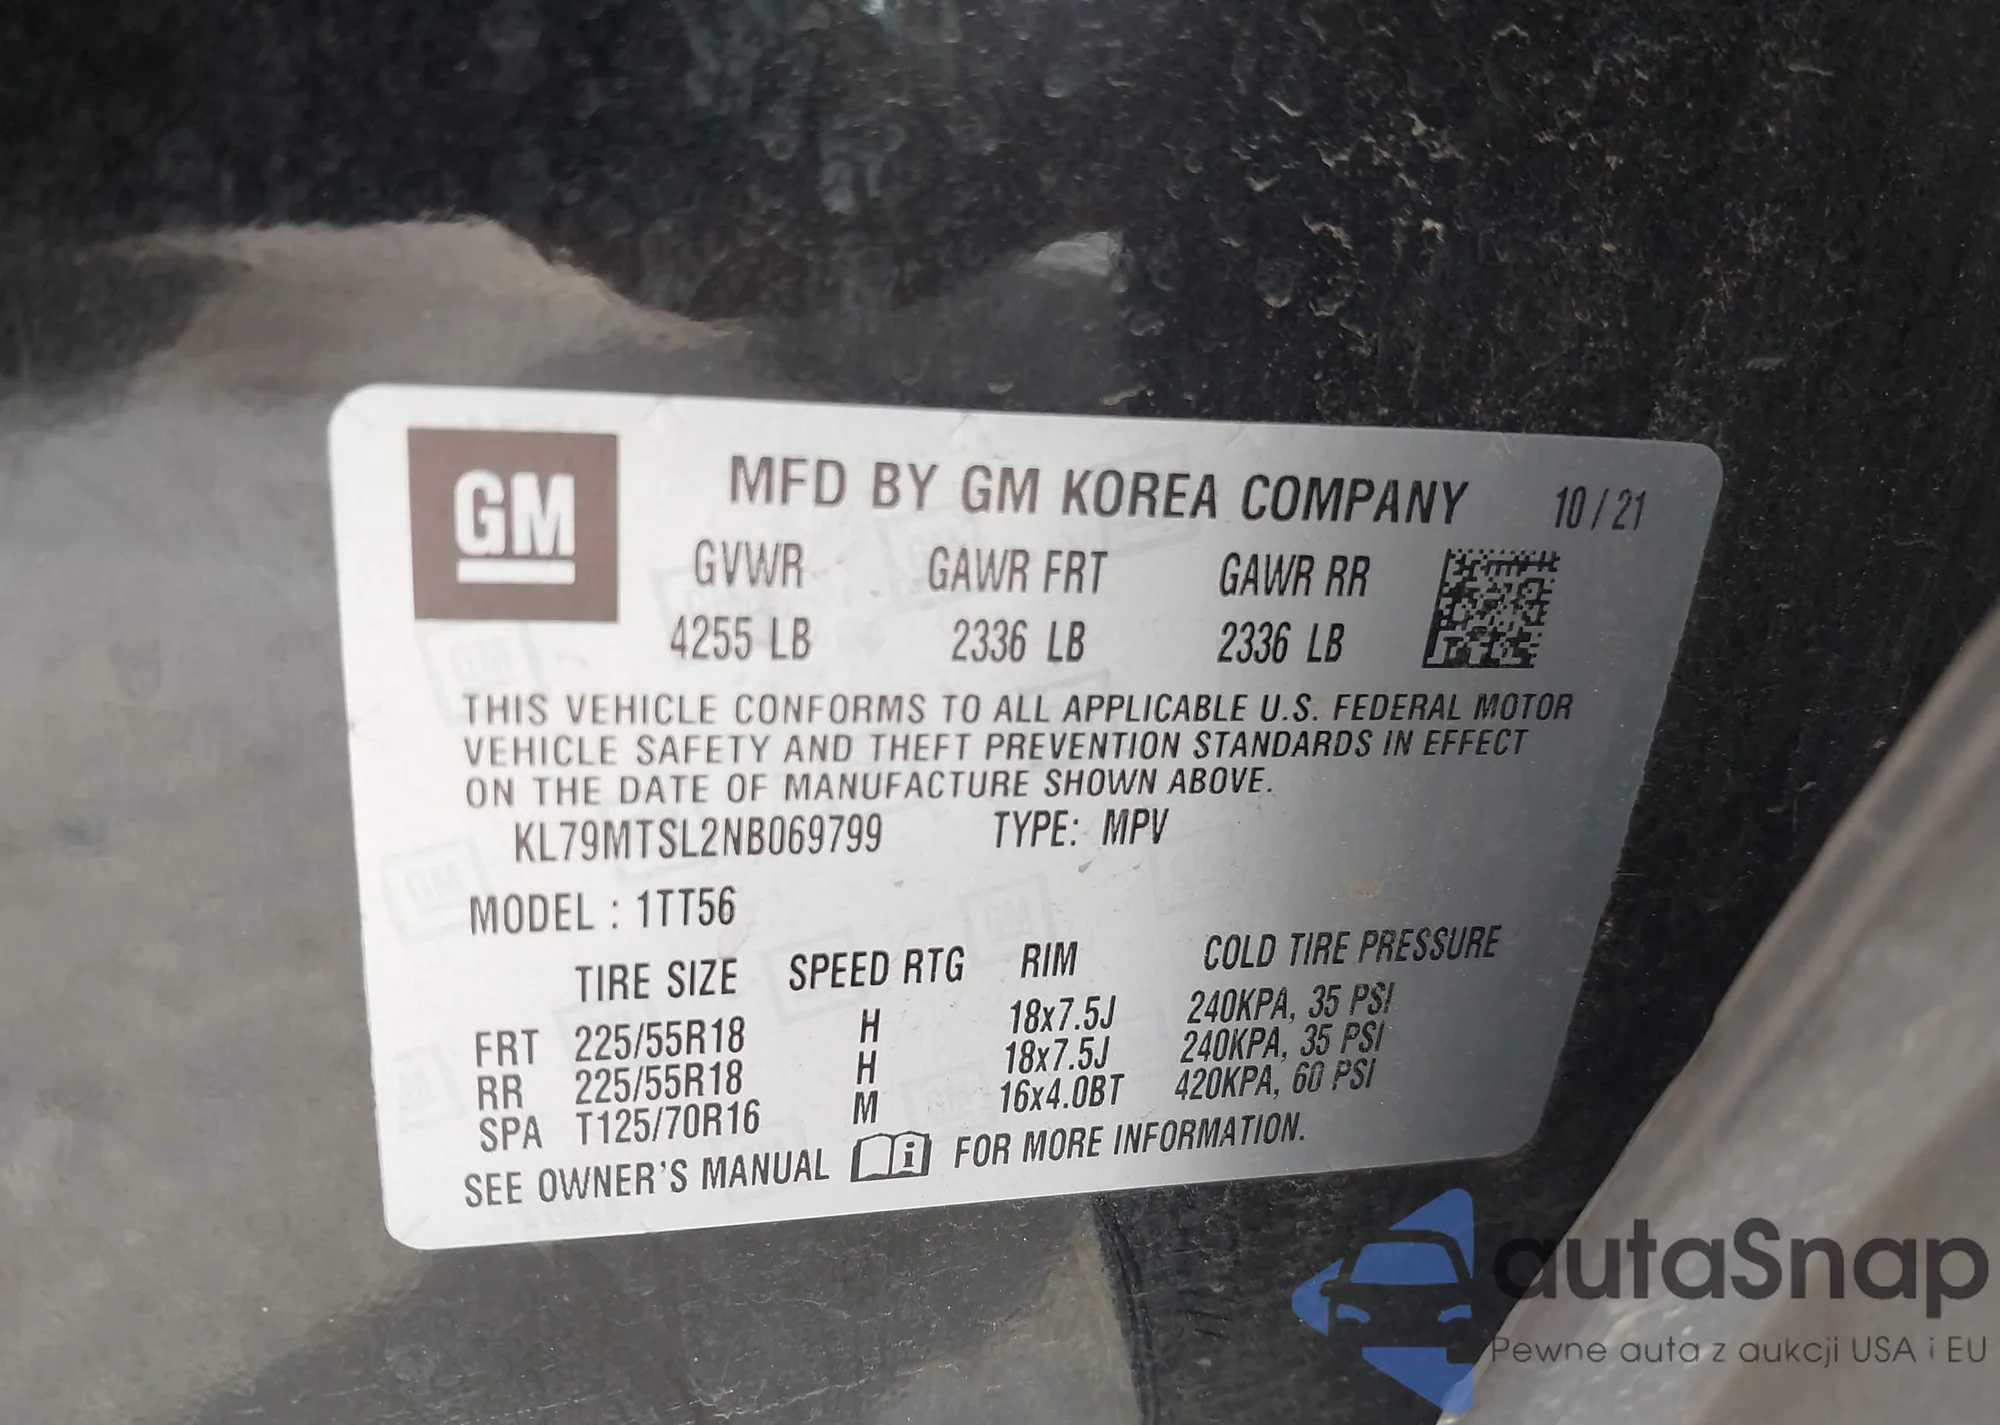 GM
MFD BY GM KOREA COMPANY 10/21
GVWR GAWR FRT GAWR RR
4255 LB 2336 LB 2336 LB
THIS VEHICLE CONFORMS TO ALL APPLICABLE U.S. FEDERAL MOTOR
VEHICLE SAFETY AND THEFT PREVENTION STANDARDS IN EFFECT
ON THE DATE OF MANUFACTURE SHOWN ABOVE.
KL79MTSL2NB069799 TYPE: MPV
MODEL : 1TT56
TIRE SIZE SPEED RTG RIM COLD TIRE PRESSURE
FRT 225/55R18 H 18x7.5J 240KPA, 35 PSI
RR 225/55R18 H 18x7.5J 240KPA, 35 PSI
SPA T125/70R16 M 16x4.0BT 420KPA, 60 PSI
SEE OWNER'S MANUAL i FOR MORE INFORMATION.
autaSnap
Pewne auta z aukcji USA i EU